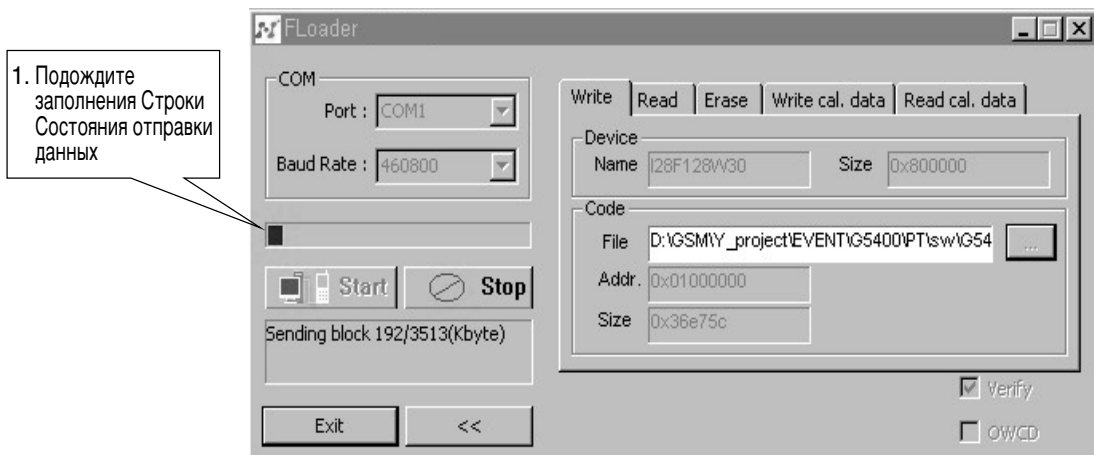 FLoader
1. Подождите
заполнения Строки
Состояния отправки
данных
COM
Port : COM1
Baud Rate : 460800
Start
Stop
Sending block 192/3513(Kbyte)
Exit
<<
Write Read Erase Write cal. data Read cal. data
Device
Name I28F128W30 Size 0x800000
Code
File D:\GSM\Y_project\EVENT\G5400\PT\sw\G54 ...
Addr. 0x01000000
Size 0x36e75c
Verify
OWCD